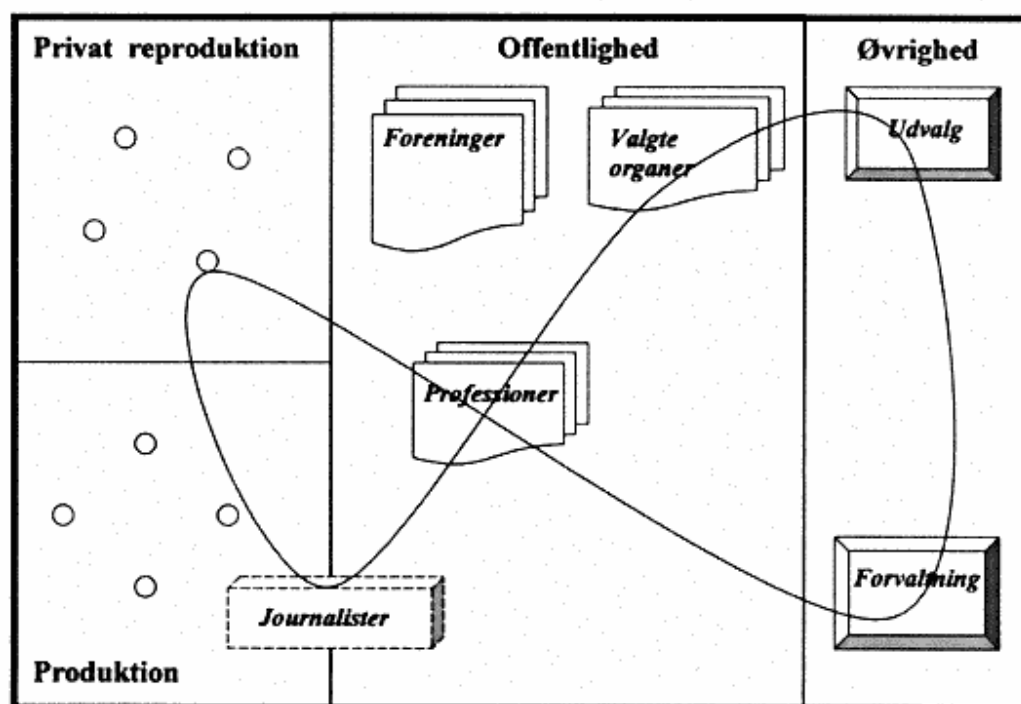 Privat reproduktion
Offentlighed
Øvrighed
Foreninger
Valgte
organer
Udvalg
Professioner
Forvaltning
Journalister
Produktion